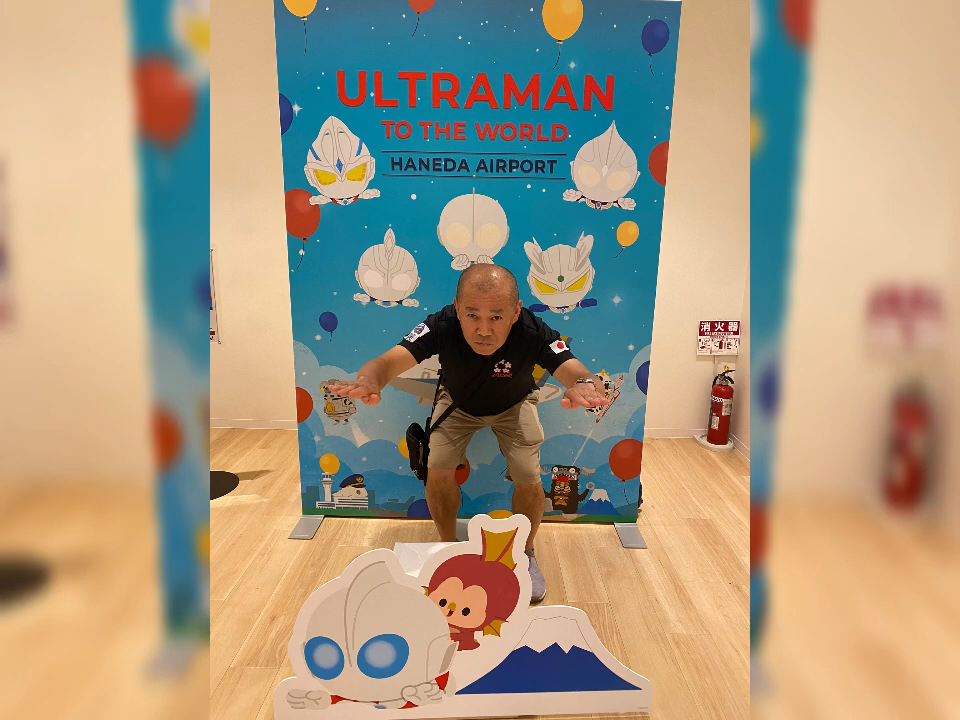 ULTRAMAN
TO THE WORLD
HANEDA AIRPORT
消火器